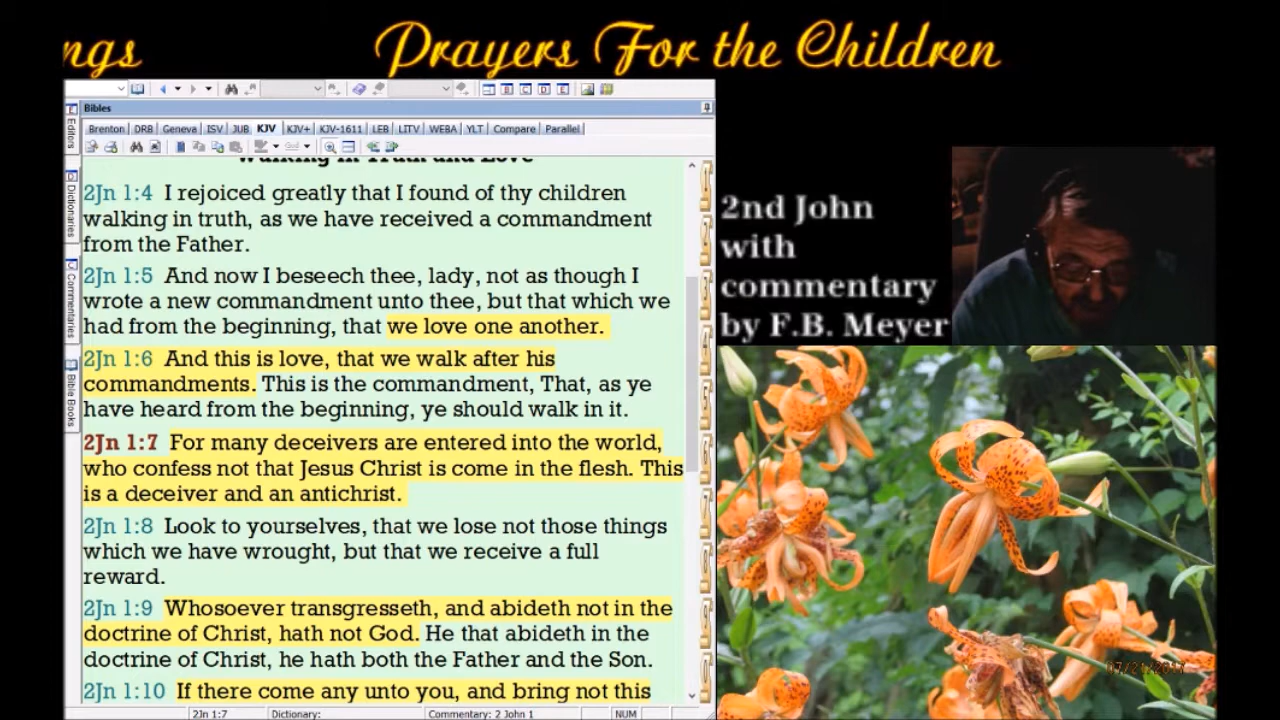 ngs Prayers For the Children
Bibles
Brenton DRB Geneva ISV JUB KJV KJV+ KJV-1611 LEB LITV WEBA YLT Compare Parallel
Editors
Dictionaries
Commentaries
Bible Books
Walking in Truth and Love
2Jn 1:4 I rejoiced greatly that I found of thy children
walking in truth, as we have received a commandment
from the Father.
2Jn 1:5 And now I beseech thee, lady, not as though I
wrote a new commandment unto thee, but that which we
had from the beginning, that we love one another.
2Jn 1:6 And this is love, that we walk after his
commandments. This is the commandment, That, as ye
have heard from the beginning, ye should walk in it.
2Jn 1:7 For many deceivers are entered into the world,
who confess not that Jesus Christ is come in the flesh. This
is a deceiver and an antichrist.
2Jn 1:8 Look to yourselves, that we lose not those things
which we have wrought, but that we receive a full
reward.
2Jn 1:9 Whosoever transgresseth, and abideth not in the
doctrine of Christ, hath not God. He that abideth in the
doctrine of Christ, he hath both the Father and the Son.
2Jn 1:10 If there come any unto you, and bring not this
2Jn 1:7 Dictionary: Commentary: 2 John 1 NUM
2nd John
with
commentary
by F.B. Meyer